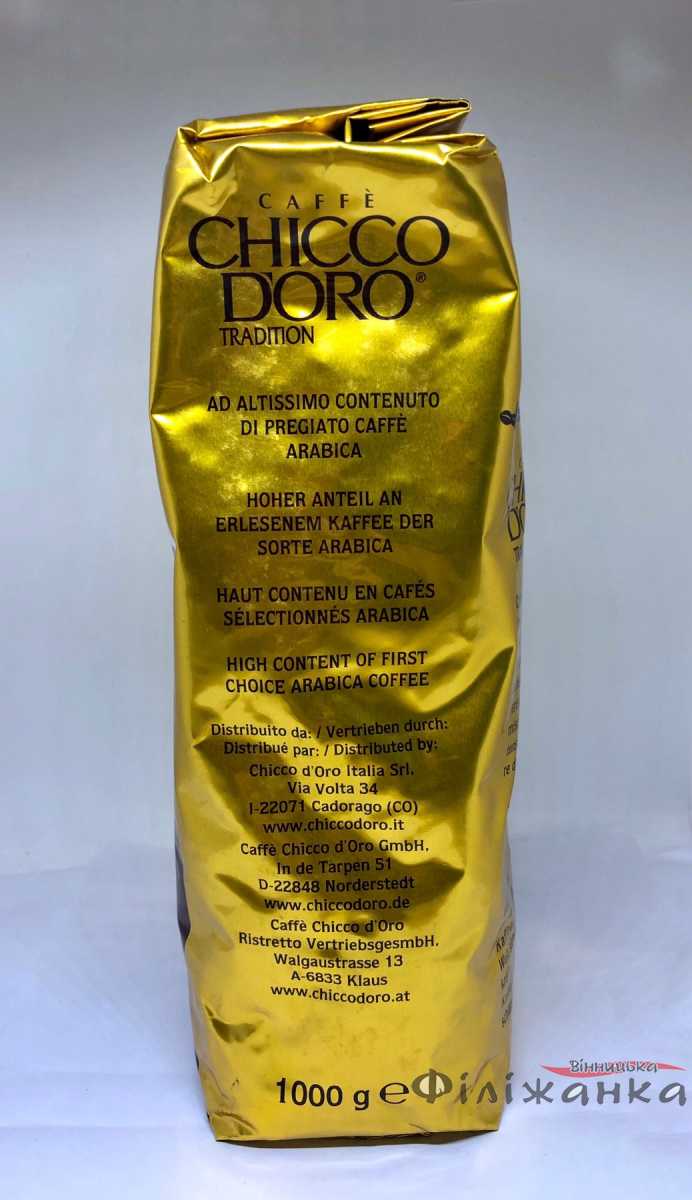 CAFFÈ
CHICCO
D'ORO®
TRADITION
AD ALTISSIMO CONTENUTO
DI PREGIATO CAFFÈ
ARABICA
HOHER ANTEIL AN
ERLESENEM KAFFEE DER
SORTE ARABICA
HAUT CONTENU EN CAFÉS
SÉLECTIONNÉS ARABICA
HIGH CONTENT OF FIRST
CHOICE ARABICA COFFEE
Distribuito da: / Vertrieben durch:
Distribué par: / Distributed by:
Chicco d'Oro Italia Srl.
Via Volta 34
I-22071 Cadorago (CO)
www.chiccodoro.it
Caffè Chicco d'Oro GmbH.
In de Tarpen 51
D-22848 Norderstedt
www.chiccodoro.de
Caffè Chicco d'Oro
Ristretto VertriebsgesmbH.
Walgaustrasse 13
A-6833 Klaus
www.chiccodoro.at
1000 g ℮
Вінницька
Філіжанка